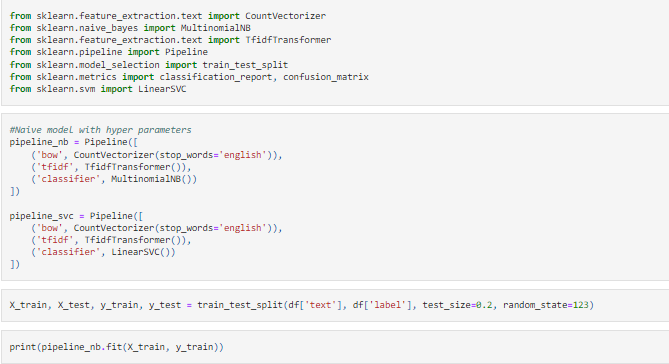 from sklearn.feature_extraction.text import CountVectorizer
from sklearn.naive_bayes import MultinomialNB
from sklearn.feature_extraction.text import TfidfTransformer
from sklearn.pipeline import Pipeline
from sklearn.model_selection import train_test_split
from sklearn.metrics import classification_report, confusion_matrix
from sklearn.svm import LinearSVC
#Naive model with hyper parameters
pipeline_nb = Pipeline([
    ('bow', CountVectorizer(stop_words='english')),
    ('tfidf', TfidfTransformer()),
    ('classifier', MultinomialNB())
])
pipeline_svc = Pipeline([
    ('bow', CountVectorizer(stop_words='english')),
    ('tfidf', TfidfTransformer()),
    ('classifier', LinearSVC())
])
X_train, X_test, y_train, y_test = train_test_split(df['text'], df['label'], test_size=0.2, random_state=123)
print(pipeline_nb.fit(X_train, y_train))